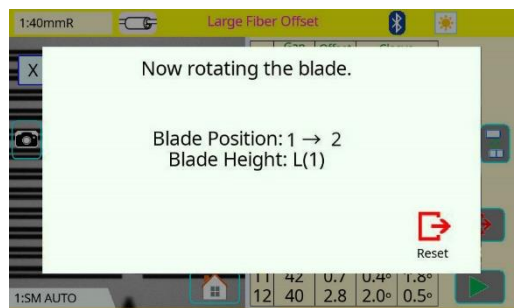 1:40mmR
Large Fiber Offset
X
Now rotating the blade.
Blade Position: 1 → 2
Blade Height: L(1)
Reset
11 42 0.7 0.4° 1.8°
12 40 2.8 2.0° 0.5°
1:SM AUTO